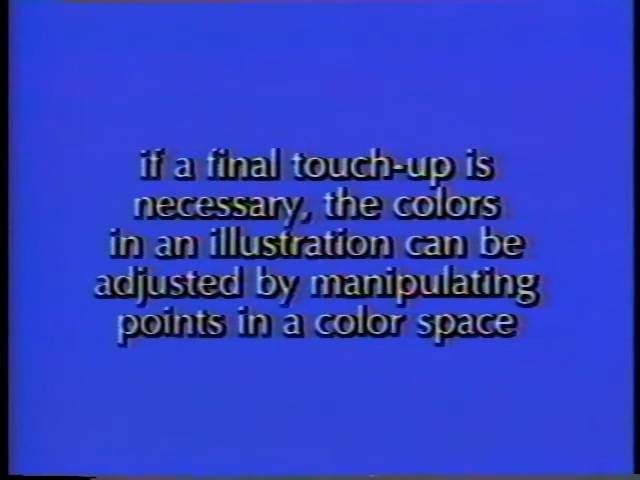 if a final touch-up is
necessary, the colors
in an illustration can be
adjusted by manipulating
points in a color space